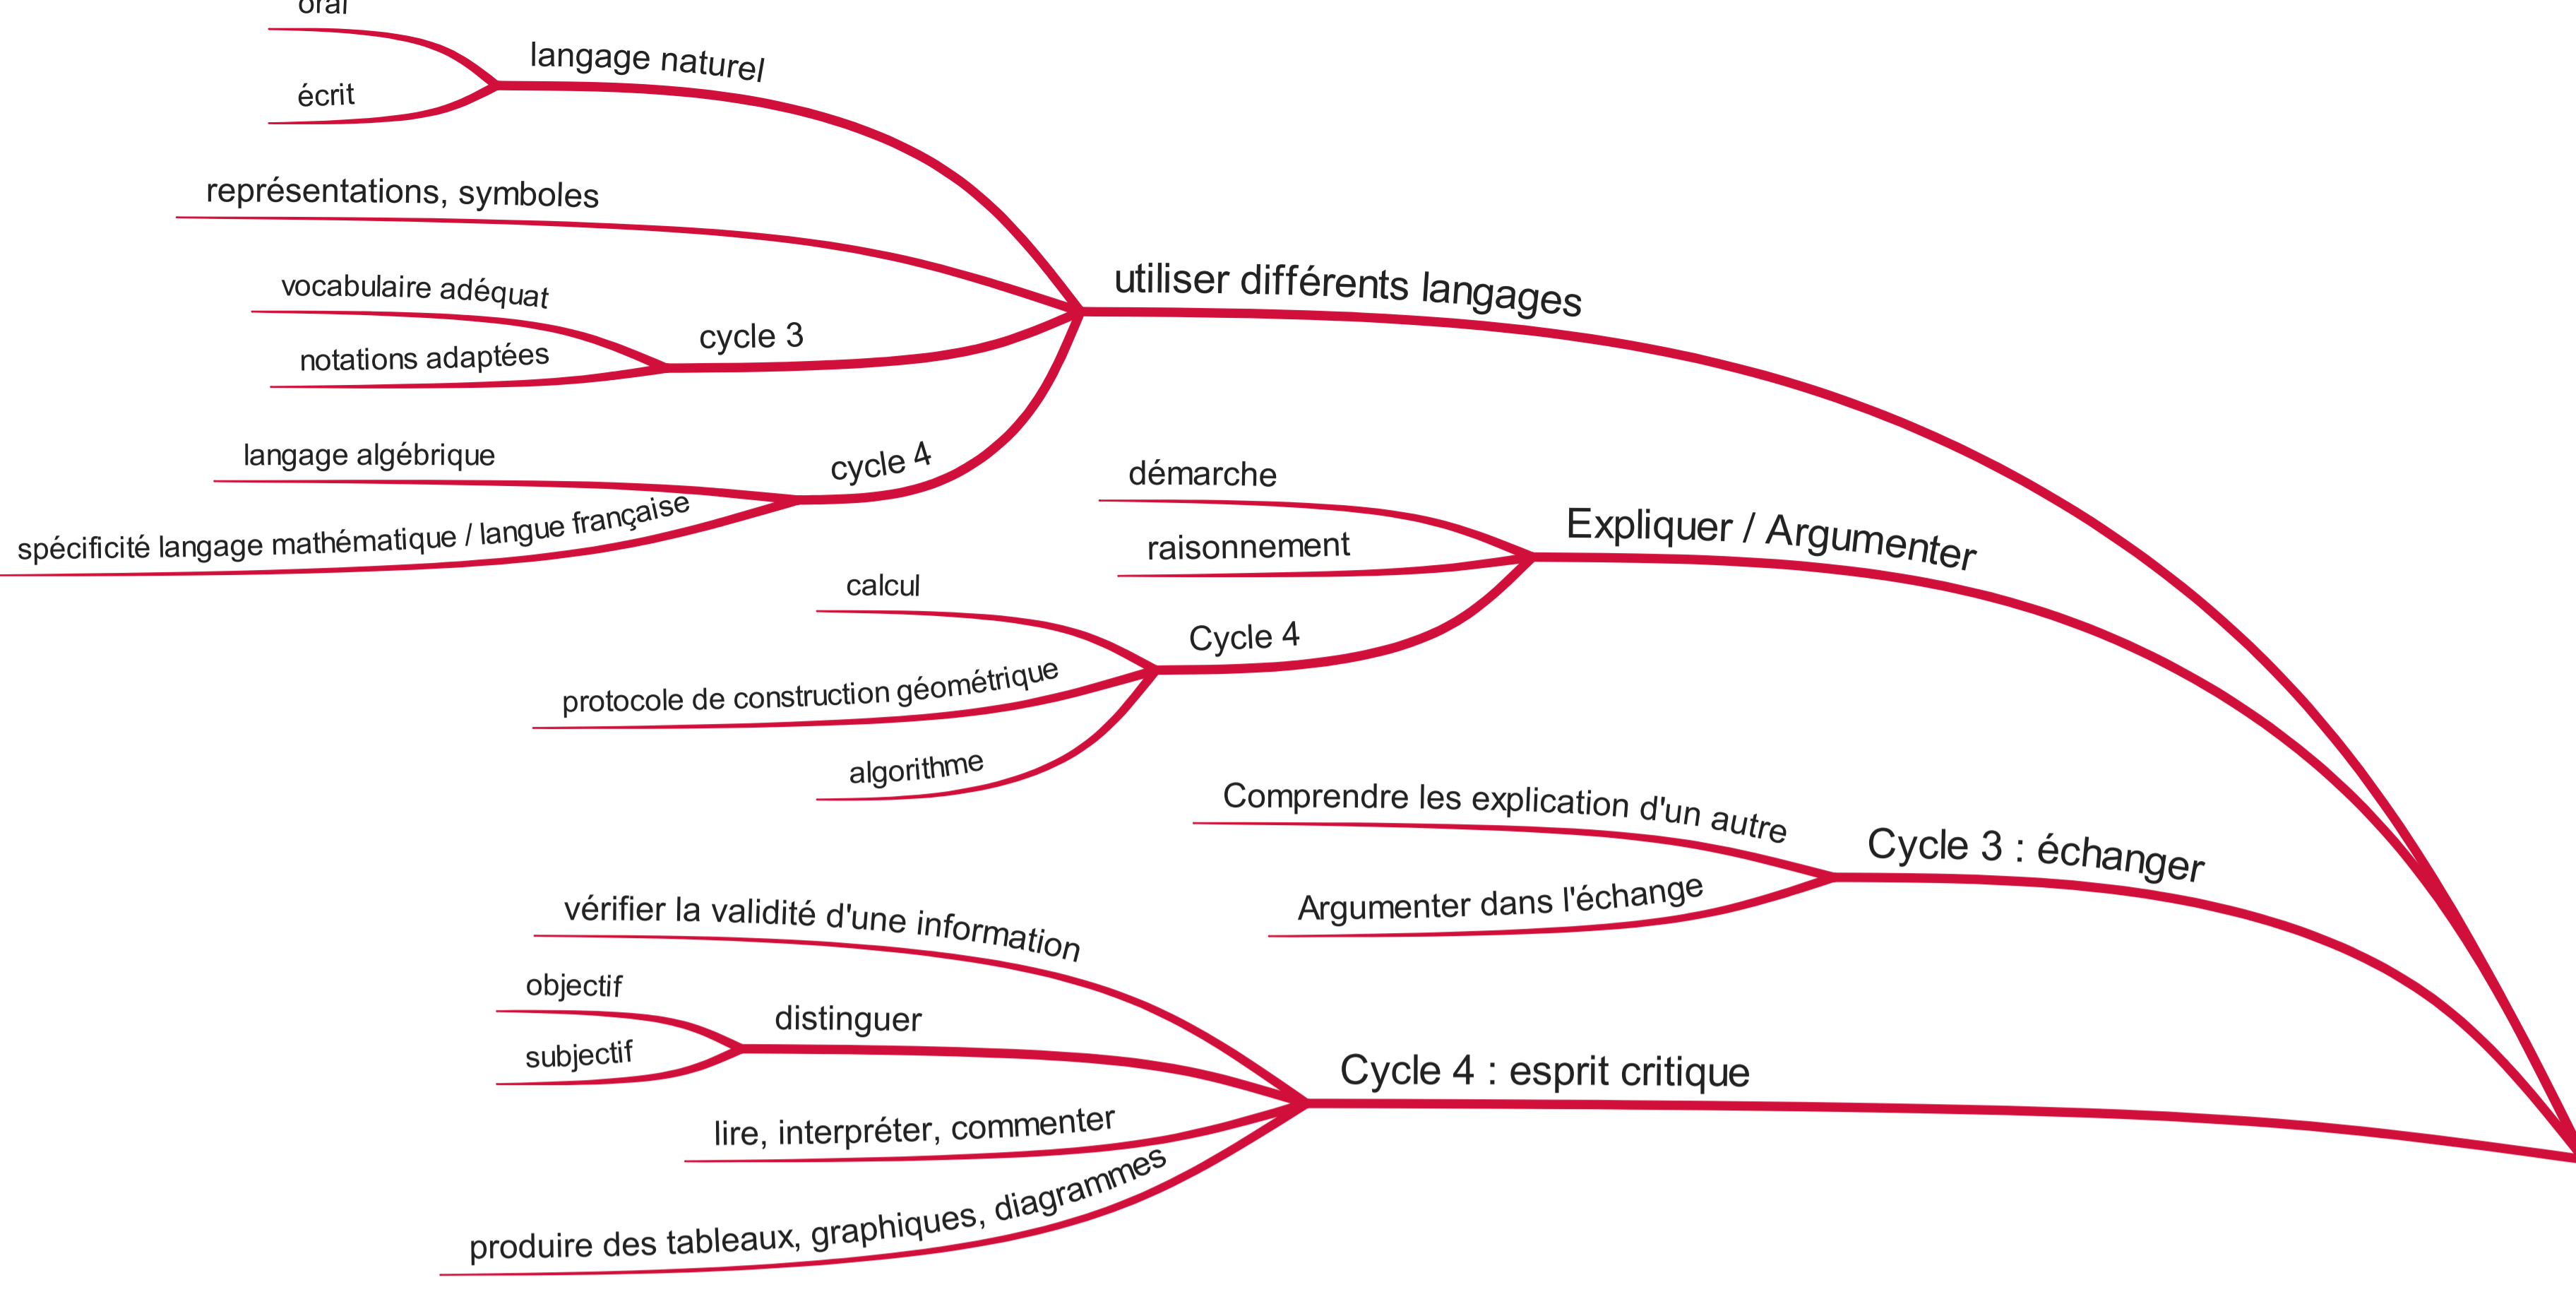 oral
langage naturel
écrit
représentations, symboles
utiliser différents langages
vocabulaire adéquat
cycle 3
notations adaptées
langage algébrique
cycle 4
spécificité langage mathématique / langue française
démarche
Expliquer / Argumenter
raisonnement
calcul
Cycle 4
protocole de construction géométrique
algorithme
Comprendre les explication d'un autre
Cycle 3 : échanger
Argumenter dans l'échange
vérifier la validité d'une information
objectif
distinguer
subjectif
Cycle 4 : esprit critique
lire, interpréter, commenter
produire des tableaux, graphiques, diagrammes